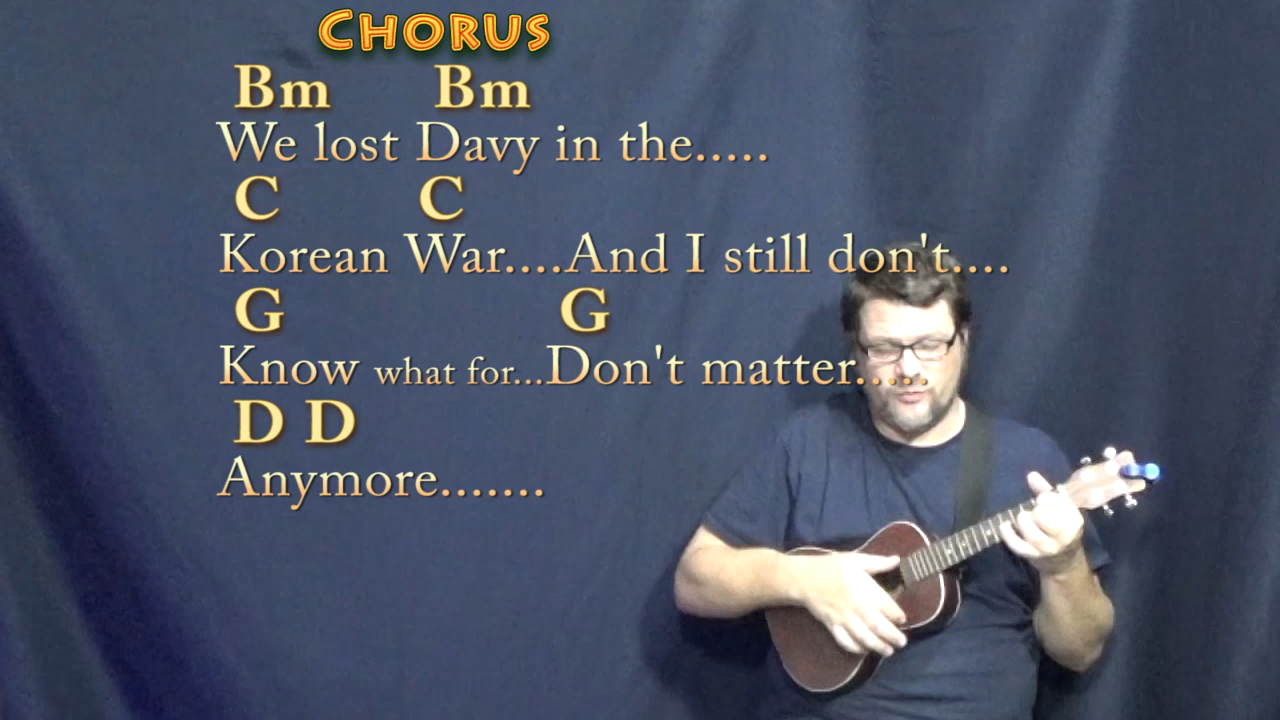 CHORUS
Bm Bm
We lost Davy in the.....
C C
Korean War....And I still don't....
G G
Know what for...Don't matter.....
D D
Anymore.......